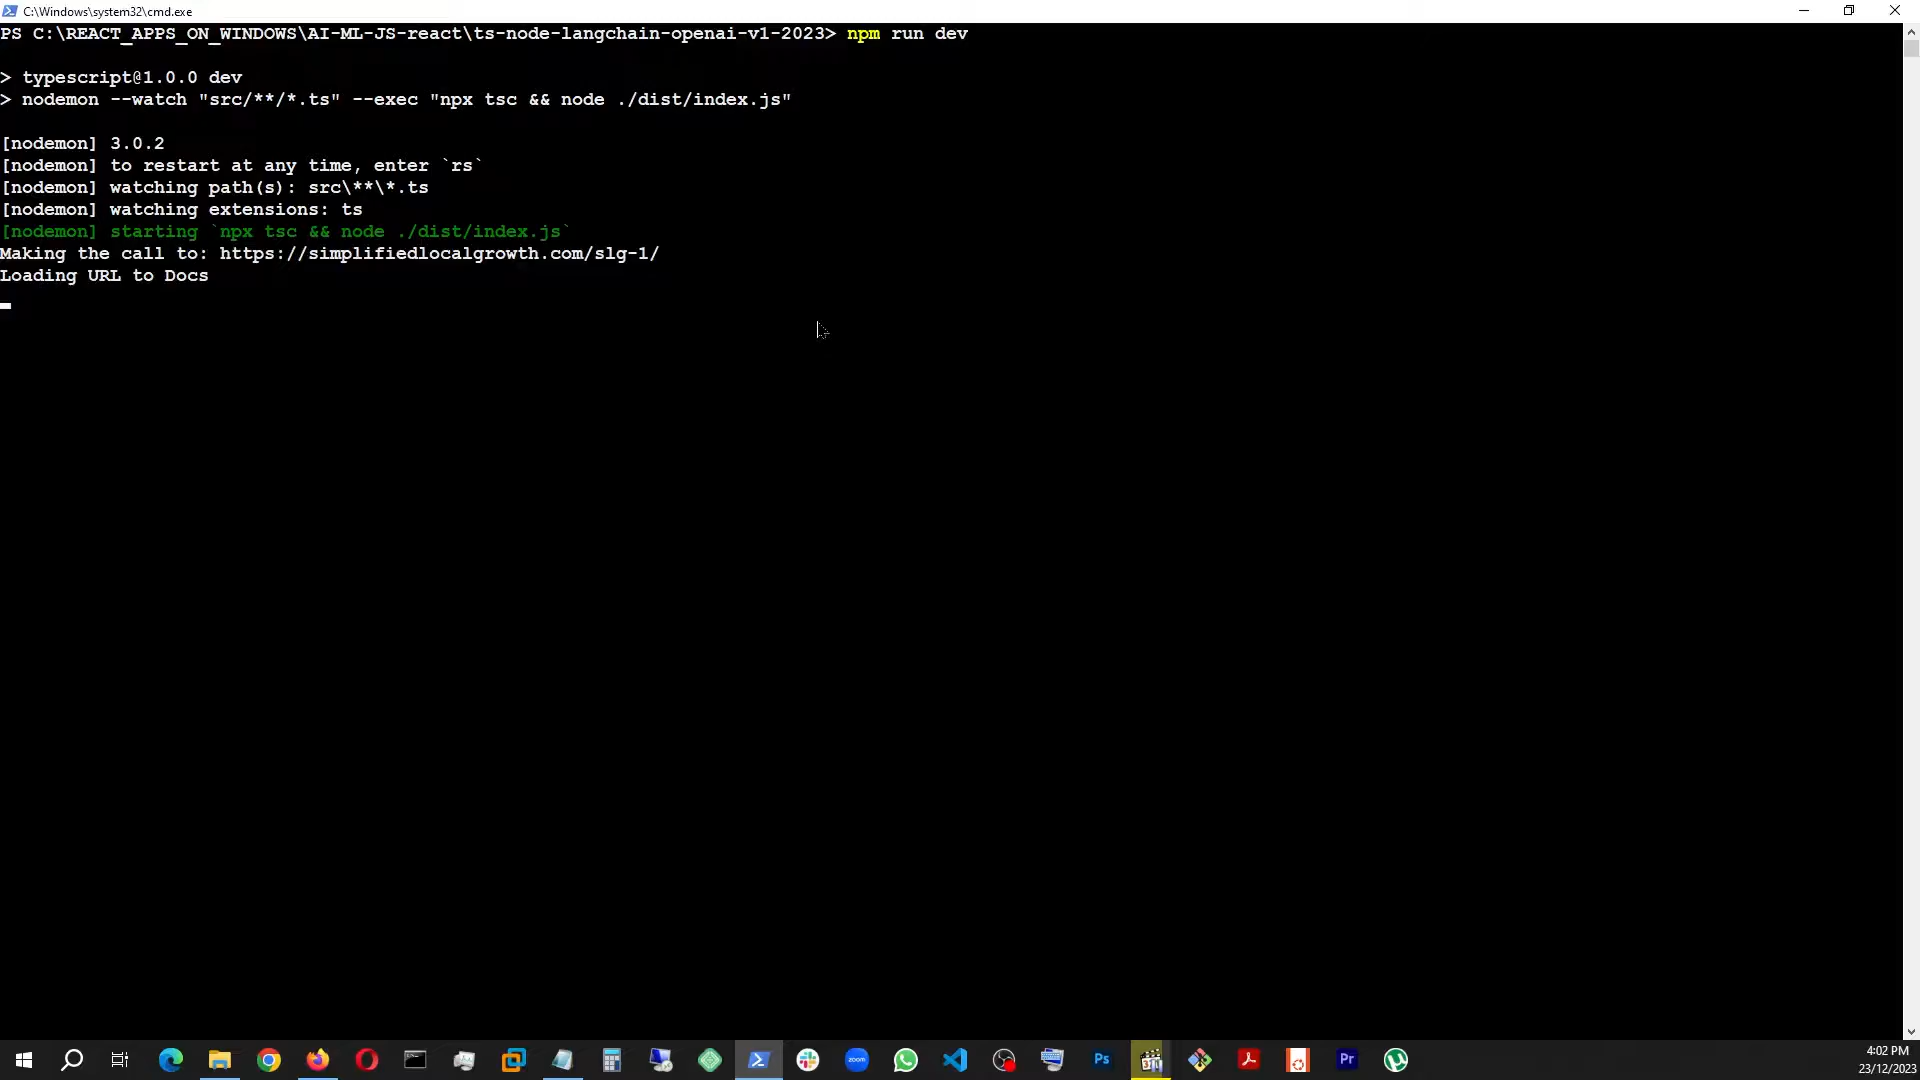 C:\Windows\system32\cmd.exe
PS C:\REACT_APPS_ON_WINDOWS\AI-ML-JS-react\ts-node-langchain-openai-v1-2023> npm run dev
> typescript@1.0.0 dev
> nodemon --watch "src/**/*.ts" --exec "npx tsc && node ./dist/index.js"
[nodemon] 3.0.2
[nodemon] to restart at any time, enter `rs`
[nodemon] watching path(s): src\**\*.ts
[nodemon] watching extensions: ts
[nodemon] starting `npx tsc && node ./dist/index.js`
Making the call to: https://simplifiedlocalgrowth.com/slg-1/
Loading URL to Docs
zoom
Ps
Pr
4:02 PM
23/12/2023